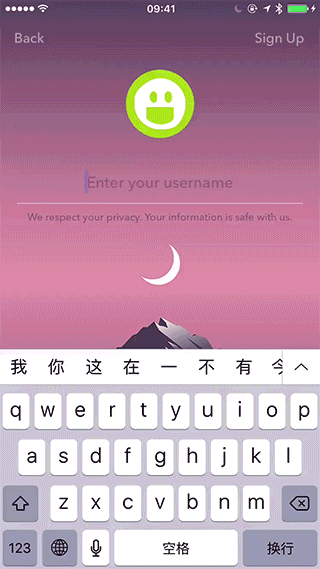 09:41
Back Sign Up
Enter your username
We respect your privacy. Your information is safe with us.
我 你 这 在 一 不 有
q w e r t y u i o p
a s d f g h j k l
z x c v b n m
123 空格 换行